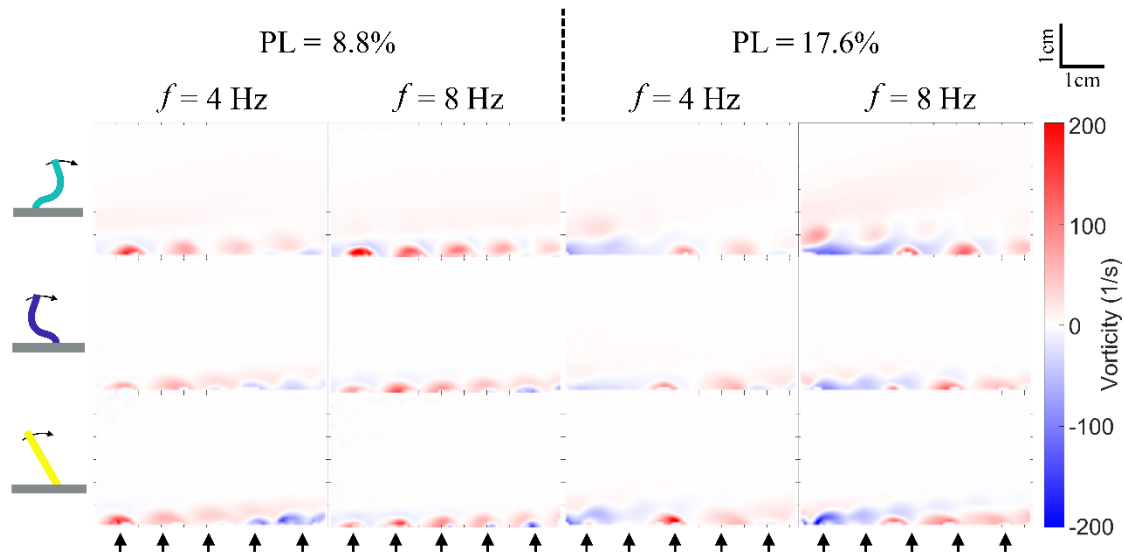 PL = 8.8%
PL = 17.6%
1cm
1cm
f = 4 Hz
f = 8 Hz
f = 4 Hz
f = 8 Hz
200
100
0
-100
-200
Vorticity (1/s)